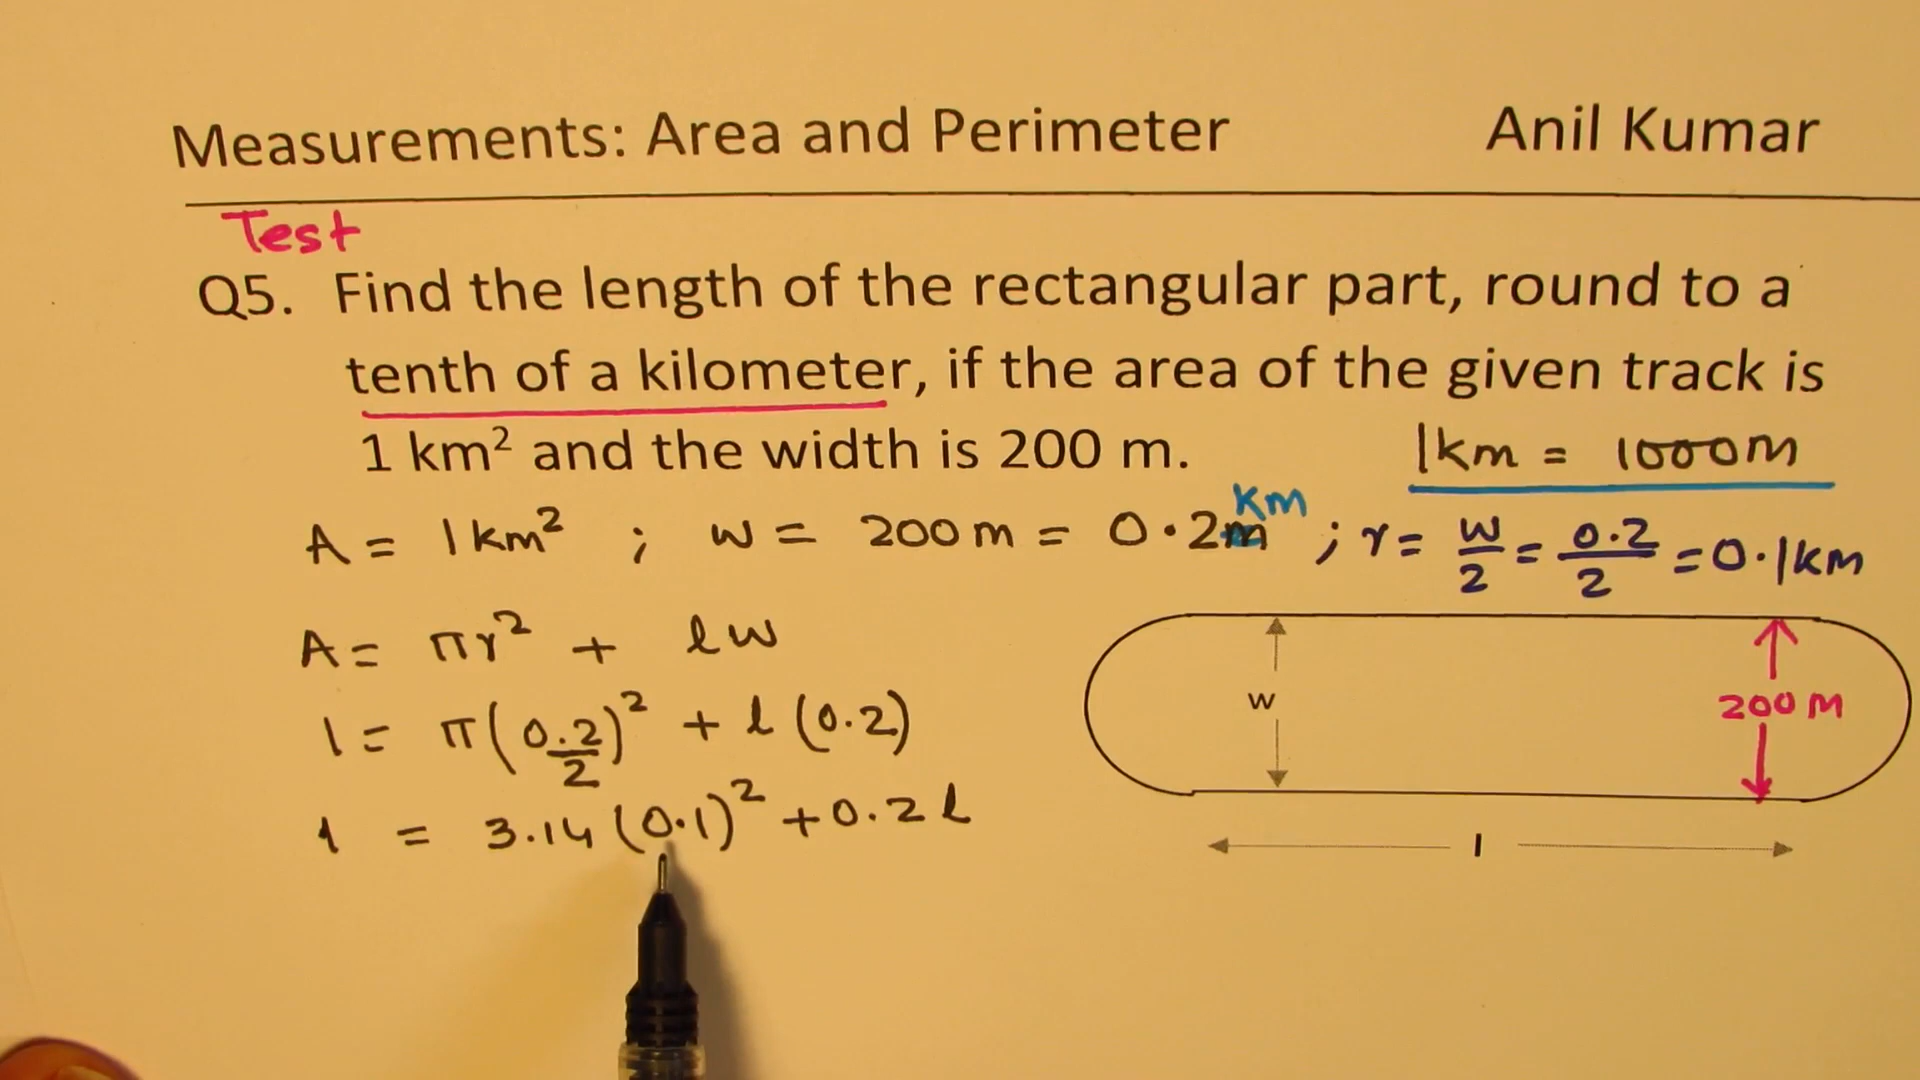 Measurements: Area and Perimeter Anil Kumar
Test
Q5. Find the length of the rectangular part, round to a
tenth of a kilometer, if the area of the given track is
1 km² and the width is 200 m. 1km = 1000m
A = 1km² ; w = 200m = 0.2m km ; r = w/2 = 0.2/2 = 0.1km
A = πr² + lw
1 = π(0.2/2)² + l(0.2)
1 = 3.14(0.1)² + 0.2l
w
200 m
l